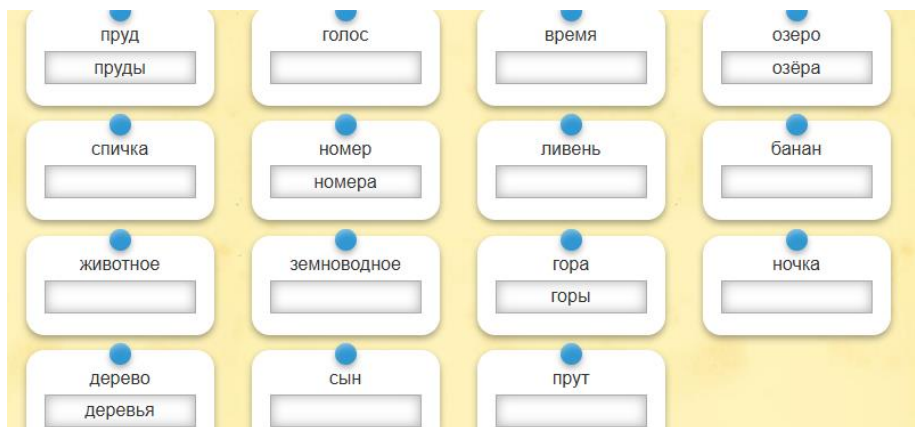 пруд
пруды
голос
время
озеро
озёра
спичка
номер
номера
ливень
банан
животное
земноводное
гора
горы
ночка
дерево
деревья
сын
прут